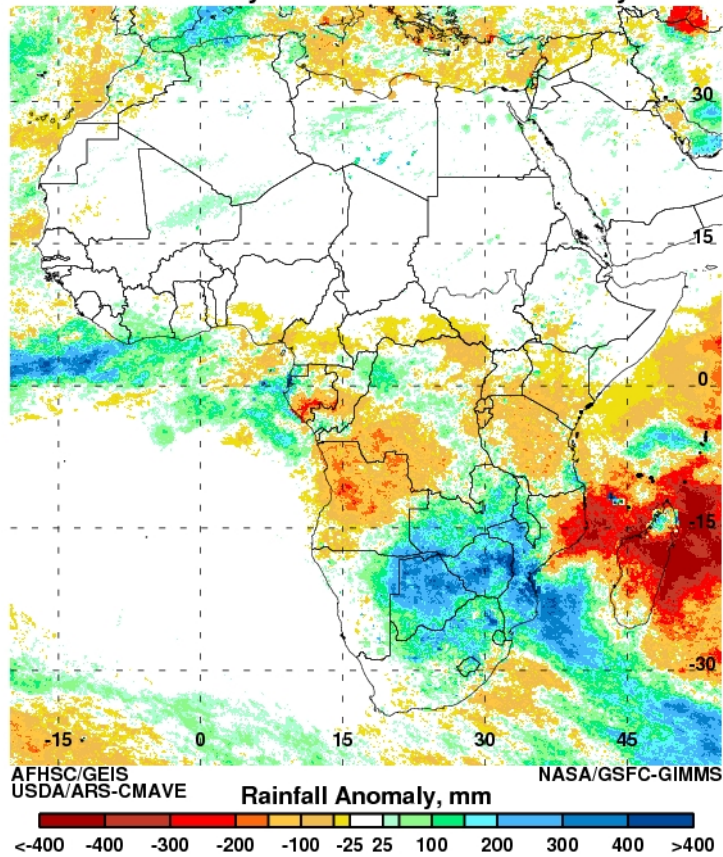 30
15
0
-15
-30
-15 0 15 30 45
AFHSC/GEIS NASA/GSFC-GIMMS
USDA/ARS-CMAVE
Rainfall Anomaly, mm
<-400 -400 -300 -200 -100 -25 25 100 200 300 400 >400